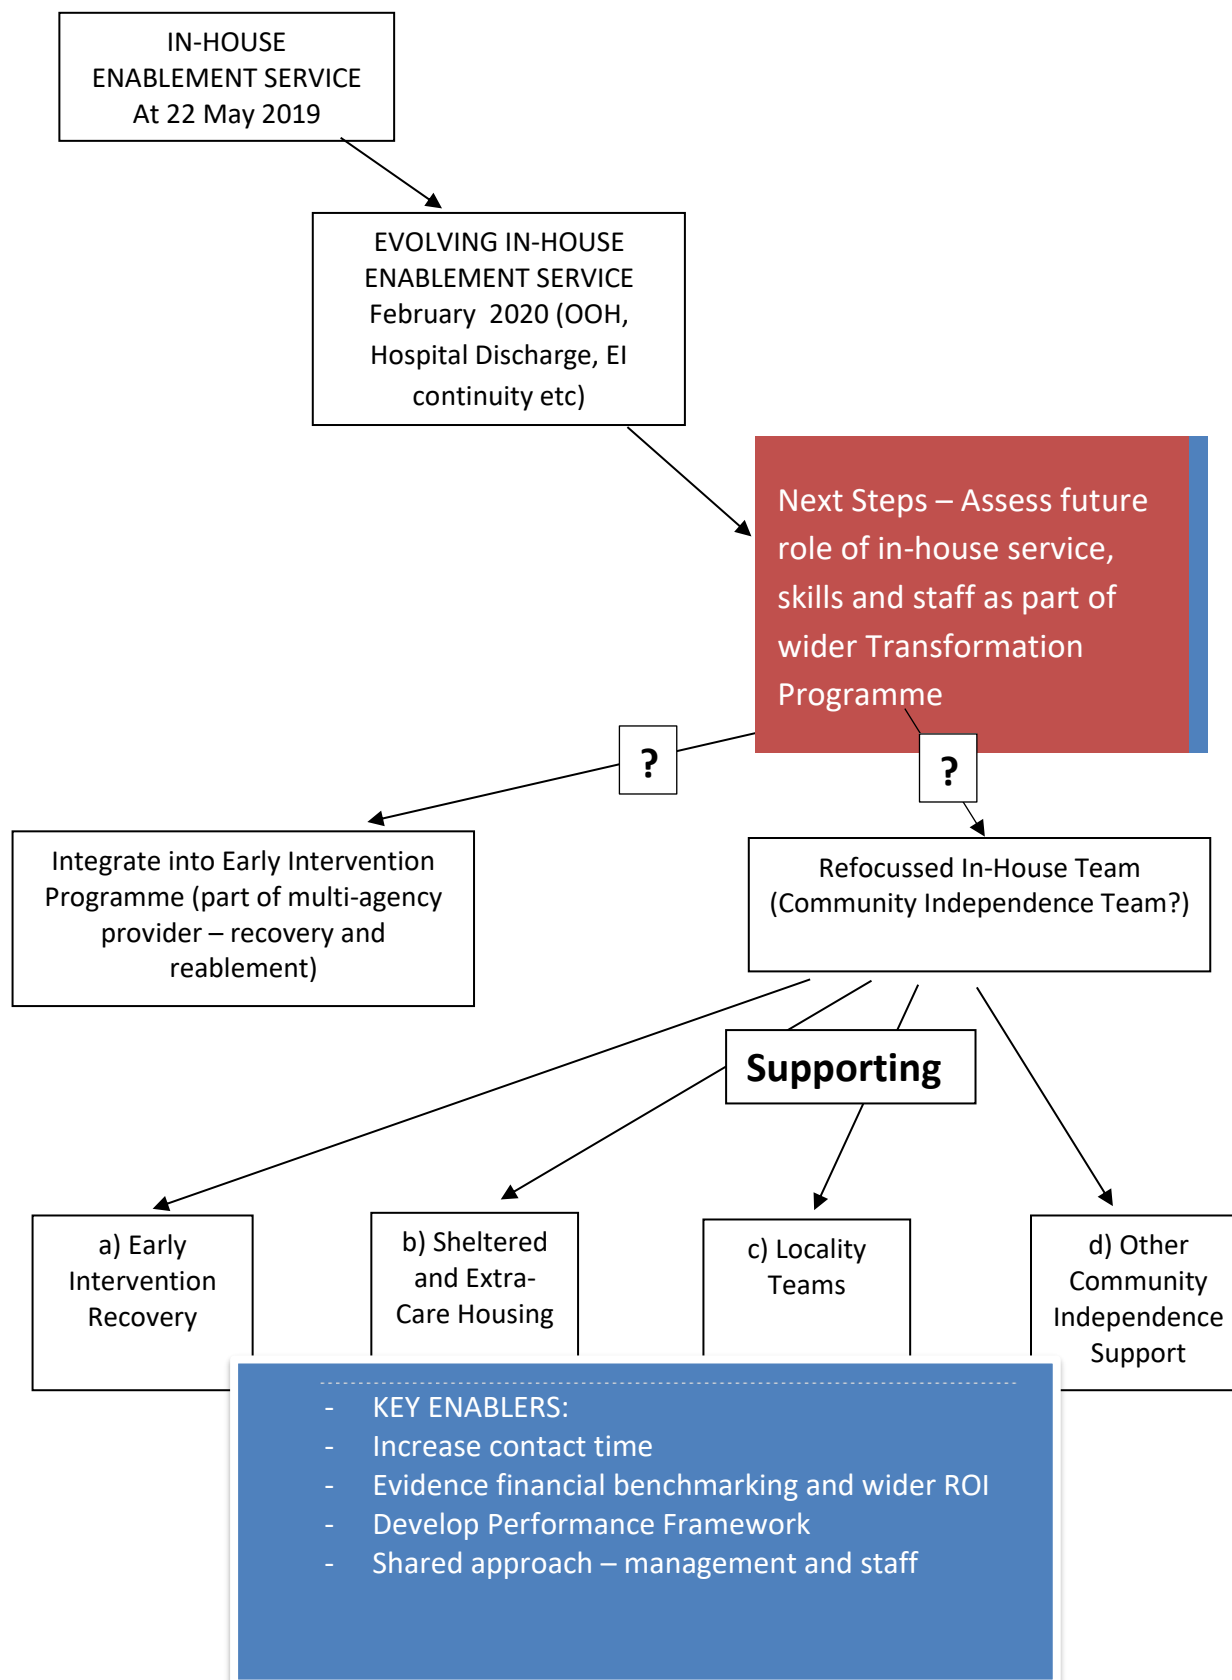 IN-HOUSE
ENABLEMENT SERVICE
At 22 May 2019
EVOLVING IN-HOUSE
ENABLEMENT SERVICE
February  2020 (OOH,
Hospital Discharge, EI
continuity etc)
Next Steps – Assess future
role of in-house service,
skills and staff as part of
wider Transformation
Programme
?
?
Integrate into Early Intervention
Programme (part of multi-agency
provider – recovery and
reablement)
Refocussed In-House Team
(Community Independence Team?)
Supporting
a) Early
Intervention
Recovery
b) Sheltered
and Extra-
Care Housing
c) Locality
Teams
d) Other
Community
Independence
Support
- KEY ENABLERS:
- Increase contact time
- Evidence financial benchmarking and wider ROI
- Develop Performance Framework
- Shared approach – management and staff